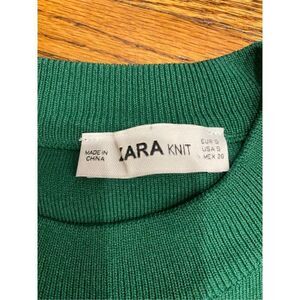 MADE IN
CHINA
ZARA KNIT
EUR S
USA S
MEX 26